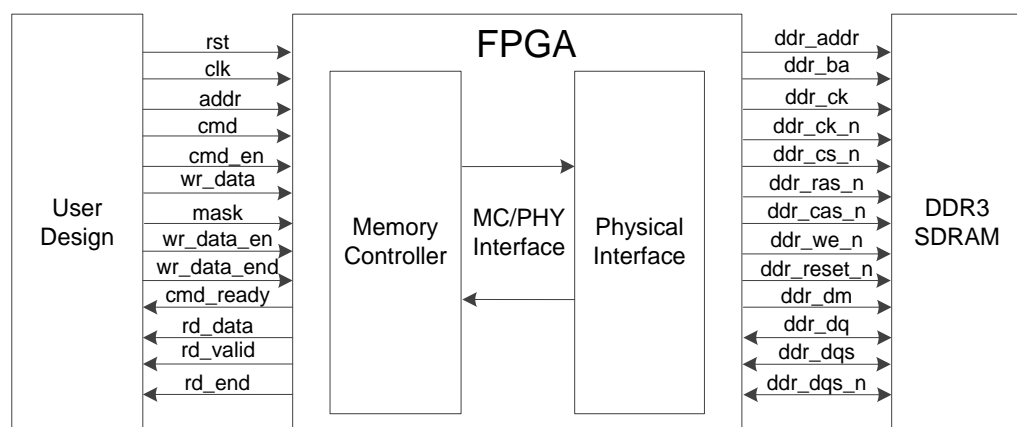 FPGA
User
Design
rst
clk
addr
cmd
cmd_en
wr_data
mask
wr_data_en
wr_data_end
cmd_ready
rd_data
rd_valid
rd_end
Memory
Controller
MC/PHY
Interface
Physical
Interface
ddr_addr
ddr_ba
ddr_ck
ddr_ck_n
ddr_cs_n
ddr_ras_n
ddr_cas_n
ddr_we_n
ddr_reset_n
ddr_dm
ddr_dq
ddr_dqs
ddr_dqs_n
DDR3
SDRAM